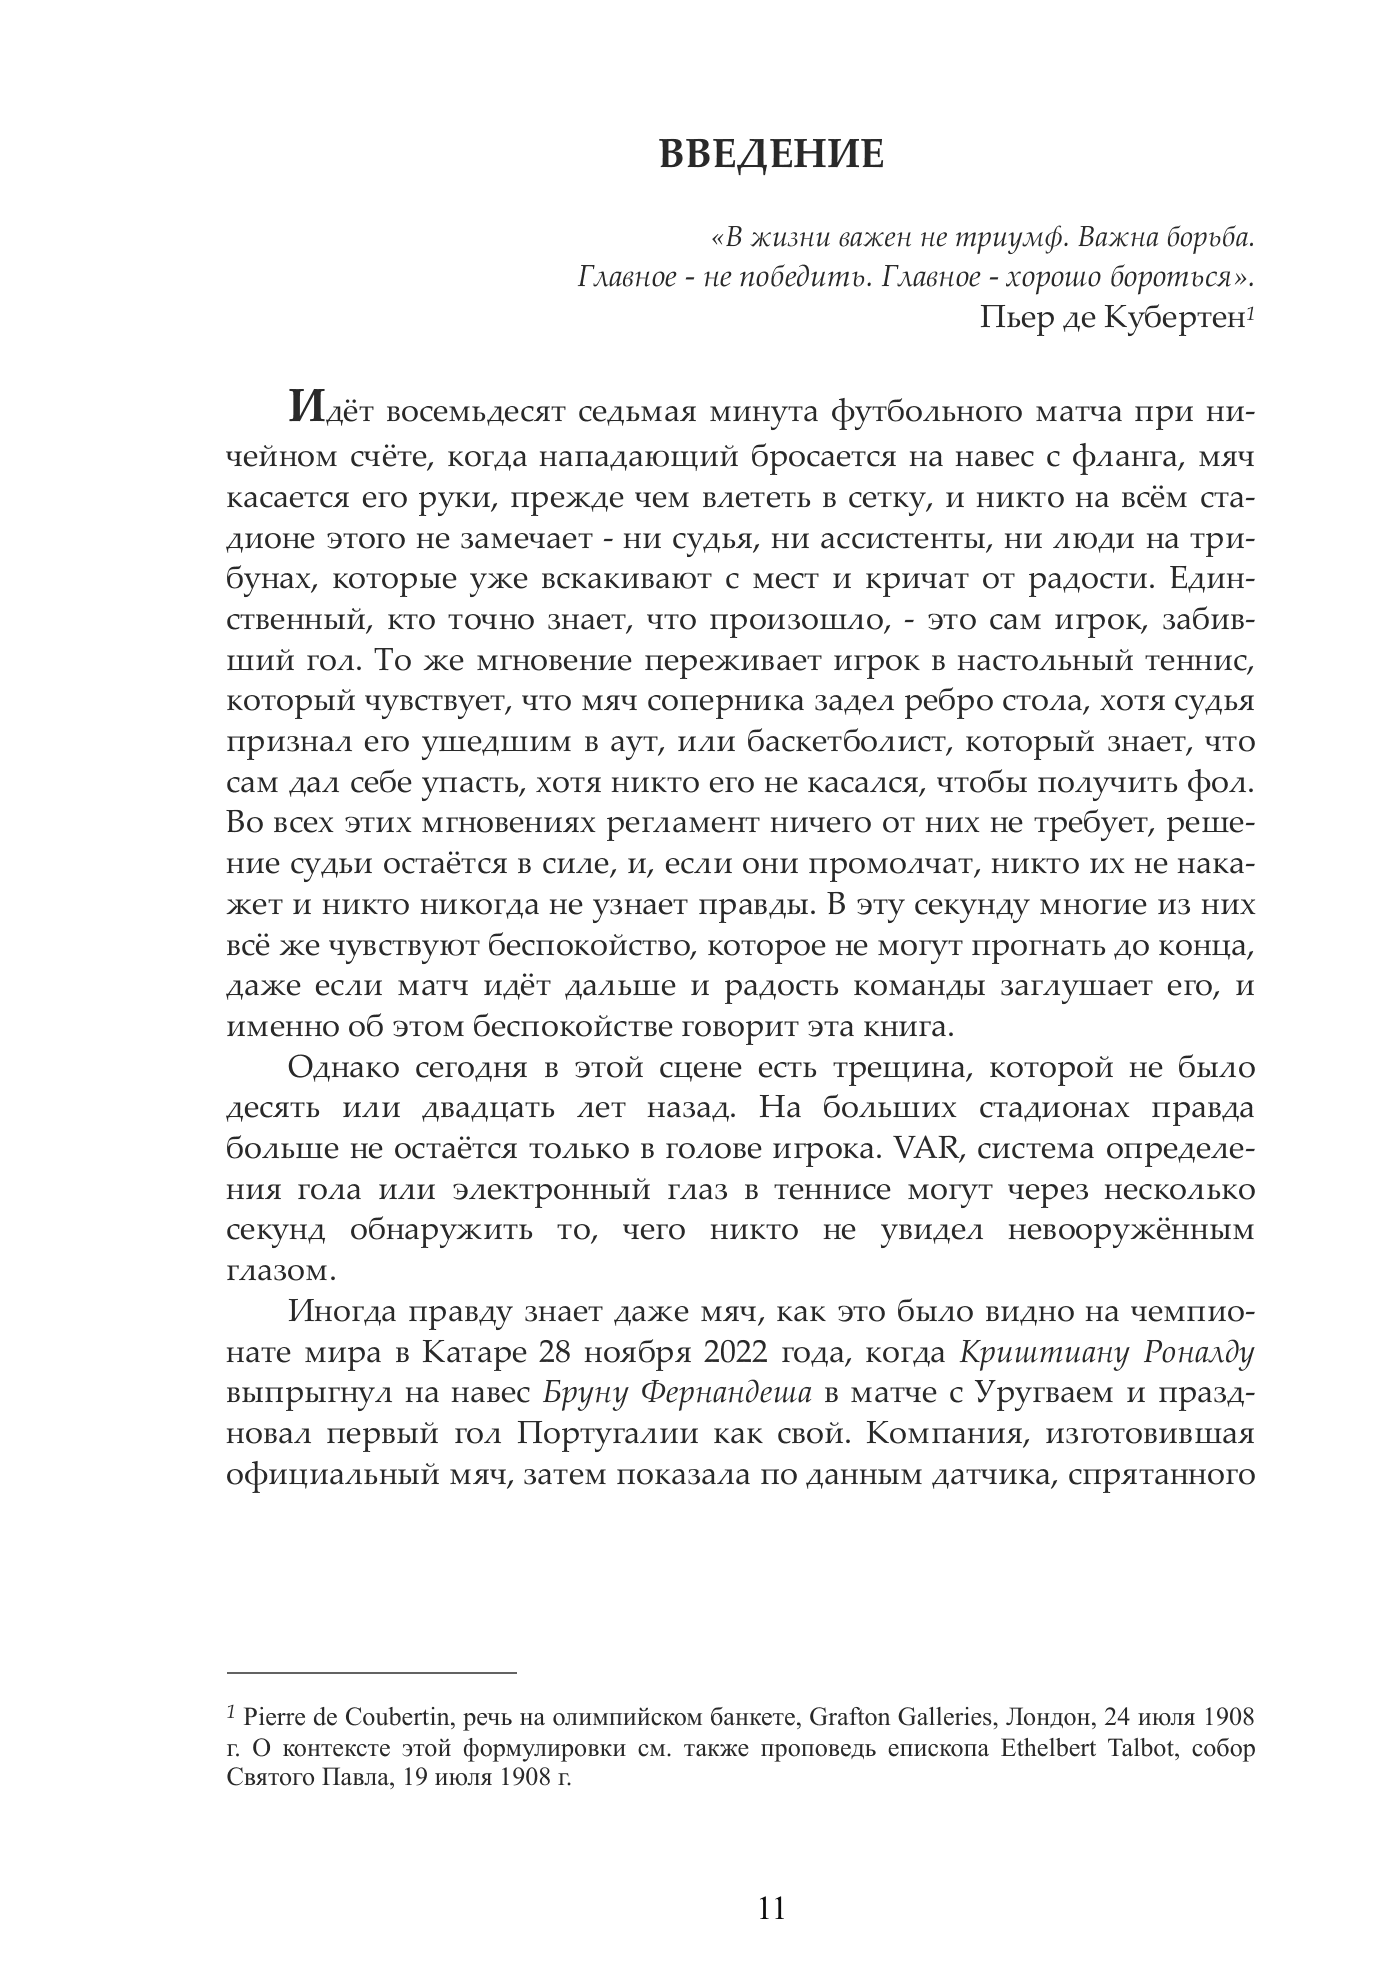 ВВЕДЕНИЕ
«В жизни важен не триумф. Важна борьба.
Главное - не победить. Главное - хорошо бороться».
Пьер де Кубертен1
Идёт восемьдесят седьмая минута футбольного матча при ни-
чейном счёте, когда нападающий бросается на навес с фланга, мяч
касается его руки, прежде чем влететь в сетку, и никто на всём ста-
дионе этого не замечает - ни судья, ни ассистенты, ни люди на три-
бунах, которые уже вскакивают с мест и кричат от радости. Един-
ственный, кто точно знает, что произошло, - это сам игрок, забив-
ший гол. То же мгновение переживает игрок в настольный теннис,
который чувствует, что мяч соперника задел ребро стола, хотя судья
признал его ушедшим в аут, или баскетболист, который знает, что
сам дал себе упасть, хотя никто его не касался, чтобы получить фол.
Во всех этих мгновениях регламент ничего от них не требует, реше-
ние судьи остаётся в силе, и, если они промолчат, никто их не нака-
жет и никто никогда не узнает правды. В эту секунду многие из них
всё же чувствуют беспокойство, которое не могут прогнать до конца,
даже если матч идёт дальше и радость команды заглушает его, и
именно об этом беспокойстве говорит эта книга.
Однако сегодня в этой сцене есть трещина, которой не было
десять или двадцать лет назад. На больших стадионах правда
больше не остаётся только в голове игрока. VAR, система определе-
ния гола или электронный глаз в теннисе могут через несколько
секунд обнаружить то, чего никто не увидел невооружённым
глазом.
Иногда правду знает даже мяч, как это было видно на чемпио-
нате мира в Катаре 28 ноября 2022 года, когда Криштиану Роналду
выпрыгнул на навес Бруну Фернандеша в матче с Уругваем и празд-
новал первый гол Португалии как свой. Компания, изготовившая
официальный мяч, затем показала по данным датчика, спрятанного
1 Pierre de Coubertin, речь на олимпийском банкете, Grafton Galleries, Лондон, 24 июля 1908
г. О контексте этой формулировки см. также проповедь епископа Ethelbert Talbot, собор
Святого Павла, 19 июля 1908 г.
11